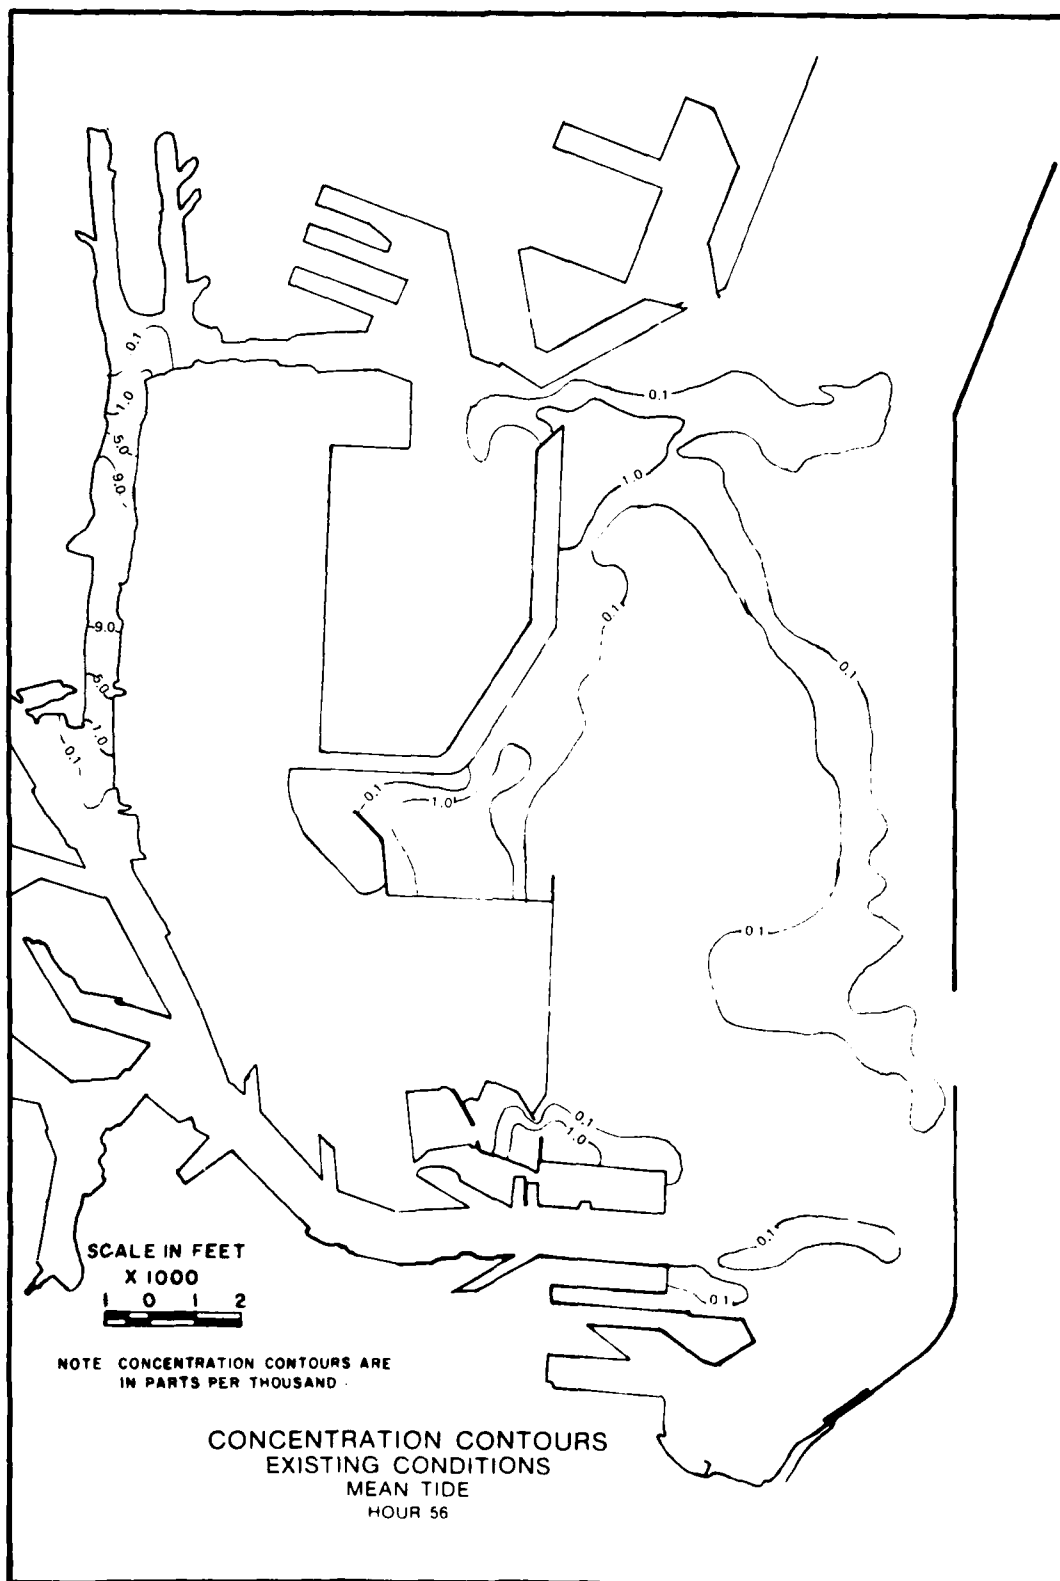 0.1
1.0
5.0
9.0
9.0
5.0
1.0
0.1
0.1
1.0
0.1
0.1
0.1
1.0
0.1
0.1
1.0
0.1
0.1
SCALE IN FEET
X 1000
1 0 1 2
NOTE CONCENTRATION CONTOURS ARE
IN PARTS PER THOUSAND
CONCENTRATION CONTOURS
EXISTING CONDITIONS
MEAN TIDE
HOUR 56